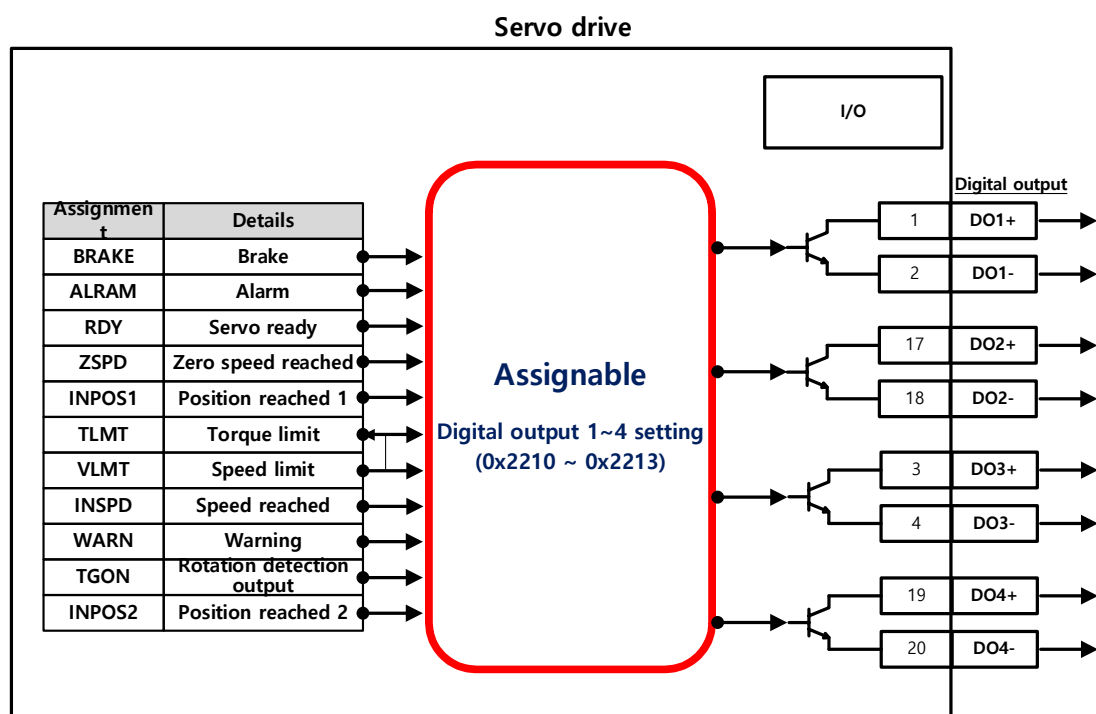 Servo drive
I/O
Digital output
Assignmen
t
Details
BRAKE Brake
ALRAM Alarm
RDY Servo ready
ZSPD Zero speed reached
INPOS1 Position reached 1
TLMT Torque limit
VLMT Speed limit
INSPD Speed reached
WARN Warning
TGON Rotation detection
output
INPOS2 Position reached 2
Assignable
Digital output 1~4 setting
(0x2210 ~ 0x2213)
1 DO1+
2 DO1-
17 DO2+
18 DO2-
3 DO3+
4 DO3-
19 DO4+
20 DO4-